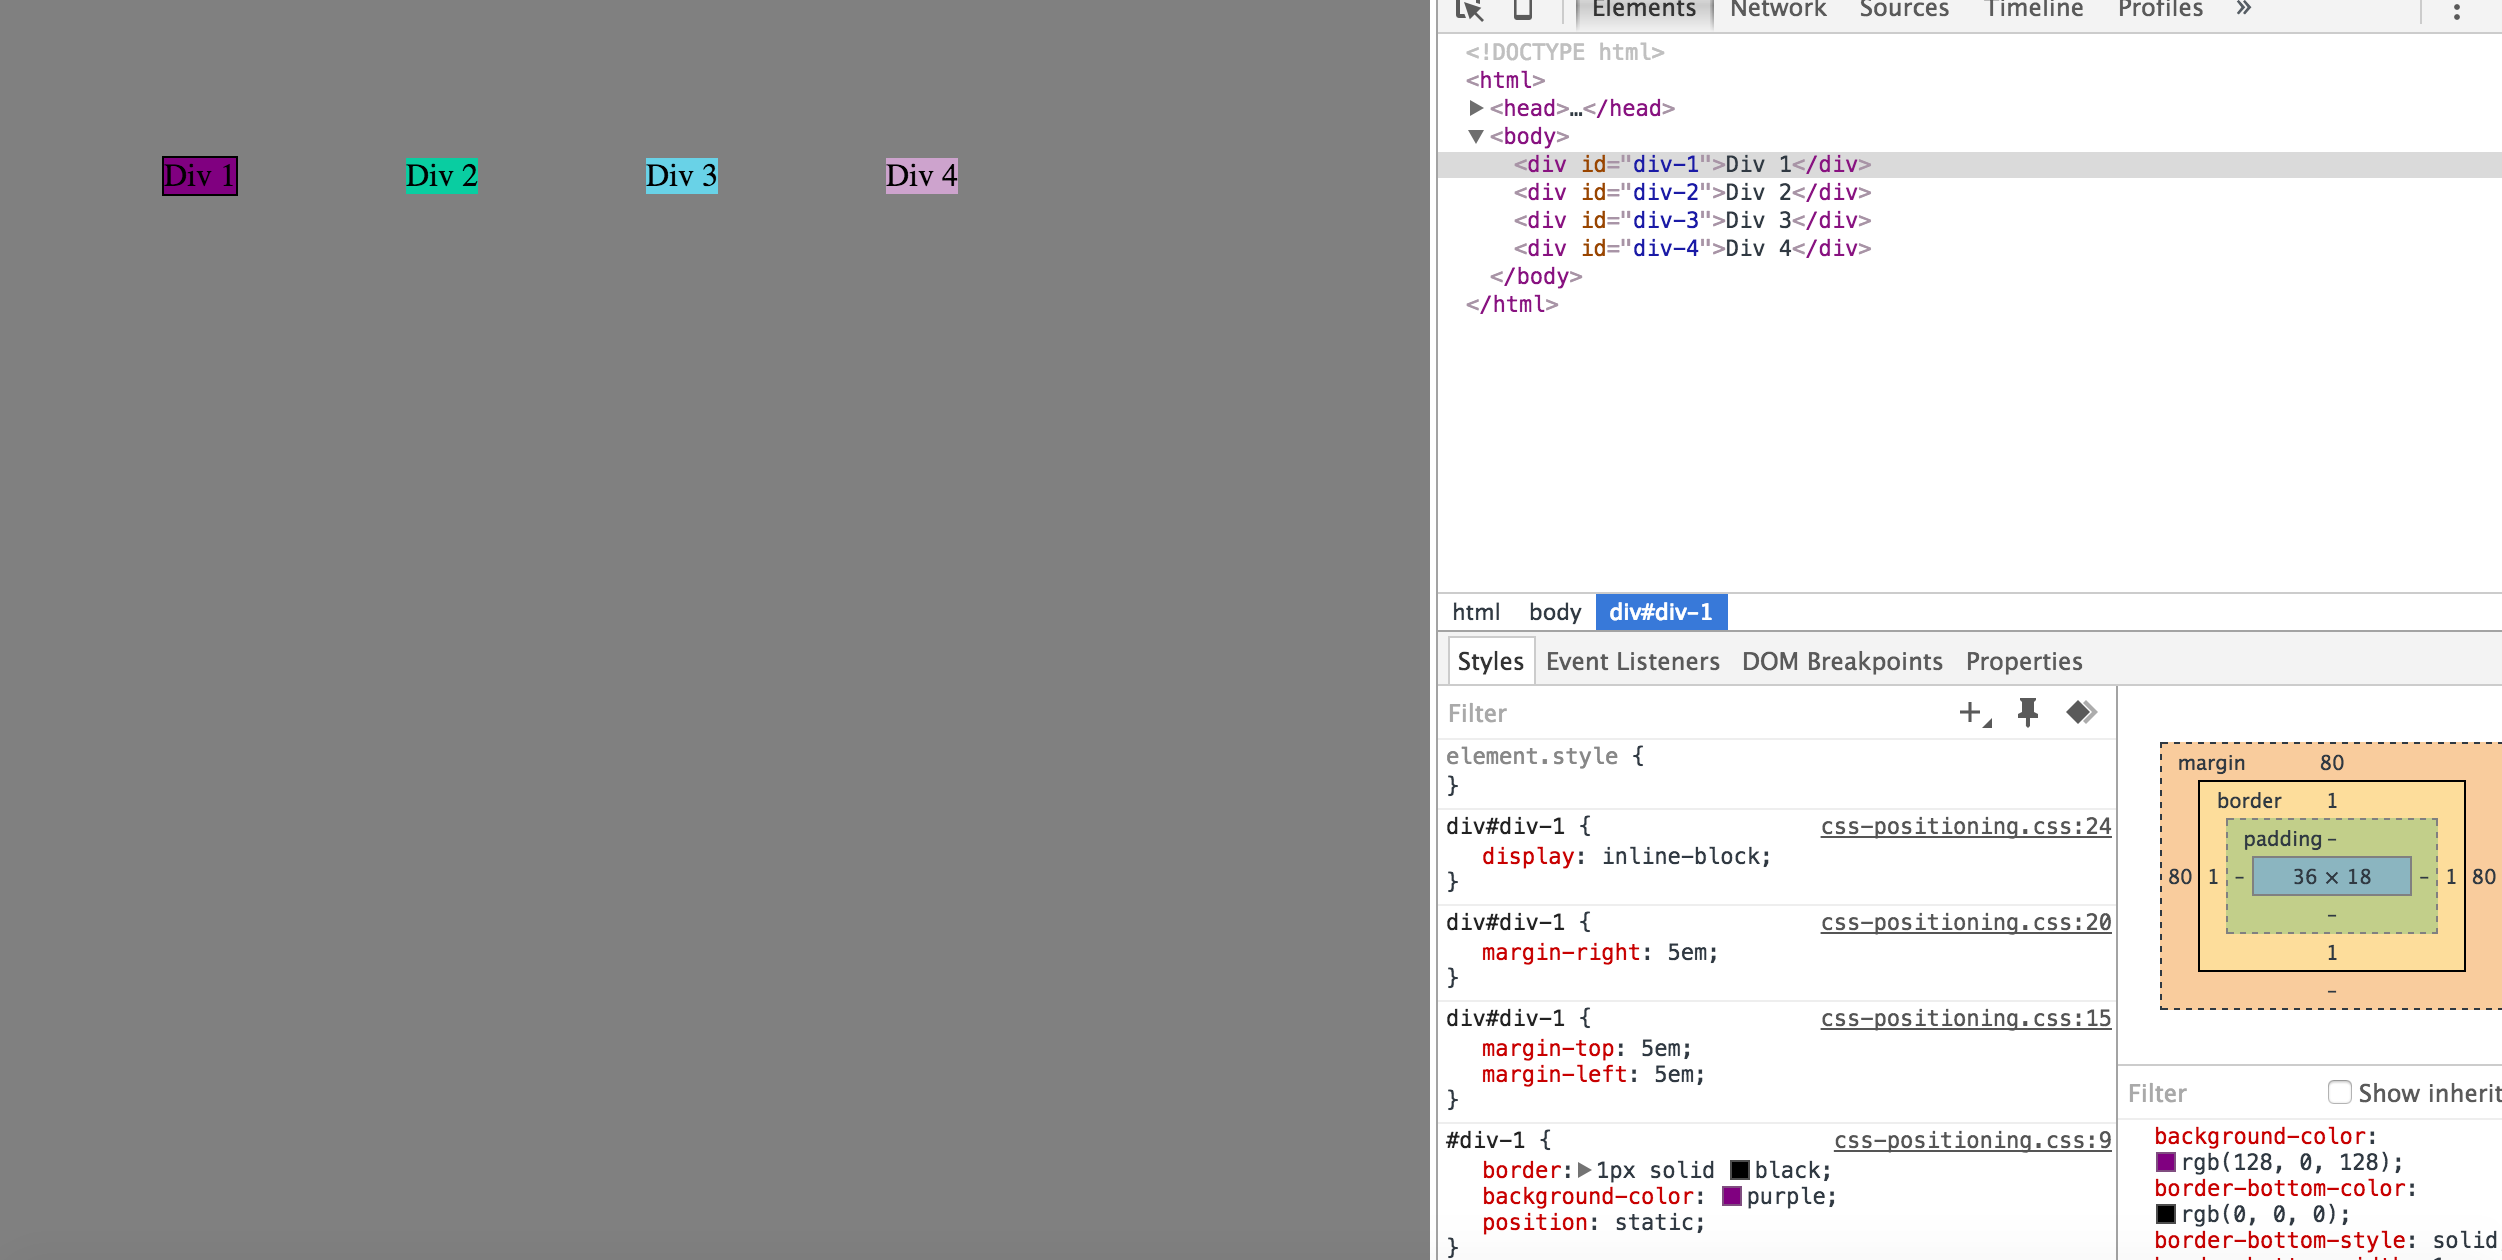 Div 1 Div 2 Div 3 Div 4
Elements Network Sources Timeline Profiles »
<!DOCTYPE html>
<html>
▶<head>…</head>
▼<body>
<div id="div-1">Div 1</div>
<div id="div-2">Div 2</div>
<div id="div-3">Div 3</div>
<div id="div-4">Div 4</div>
</body>
</html>
html body div#div-1
Styles Event Listeners DOM Breakpoints Properties
Filter
element.style {
}
div#div-1 { css-positioning.css:24
display: inline-block;
}
div#div-1 { css-positioning.css:20
margin-right: 5em;
}
div#div-1 { css-positioning.css:15
margin-top: 5em;
margin-left: 5em;
}
#div-1 { css-positioning.css:9
border:▶1px solid black;
background-color: purple;
position: static;
}
margin 80
border 1
padding –
80 1 – 36 × 18 – 1 80
–
1
–
Filter Show inherit
background-color:
rgb(128, 0, 128);
border-bottom-color:
rgb(0, 0, 0);
border-bottom-style: solid